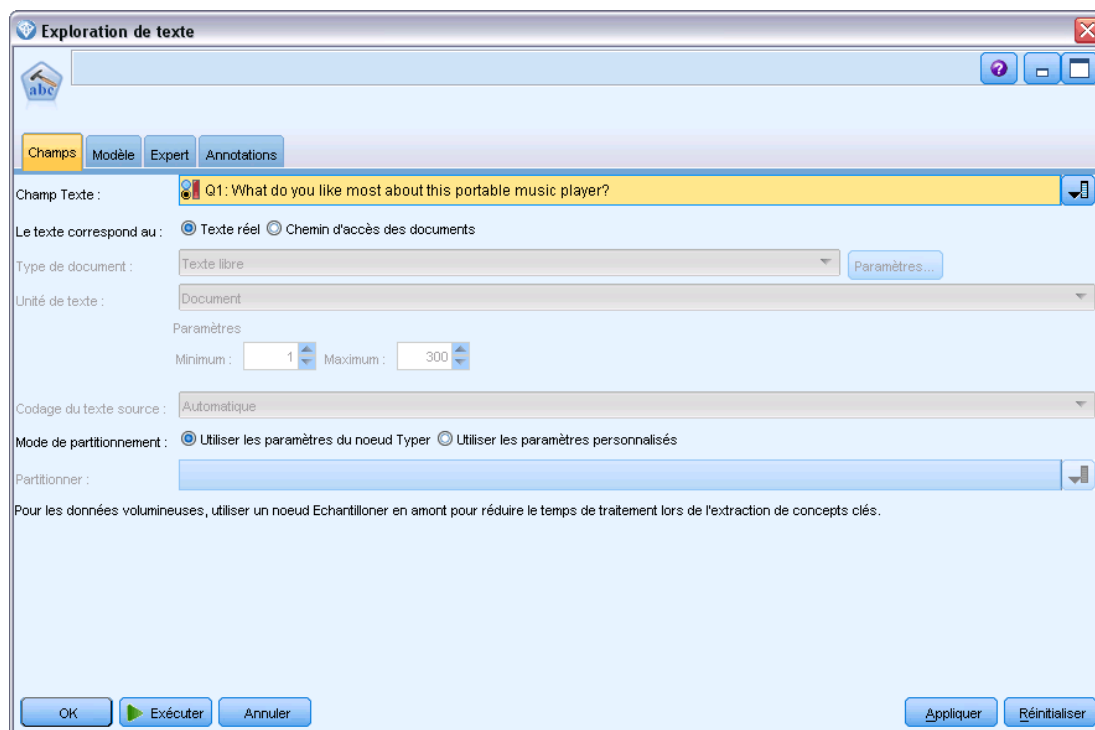 Exploration de texte
abc
Champs Modèle Expert Annotations
Champ Texte : Q1: What do you like most about this portable music player?
Le texte correspond au : Texte réel Chemin d'accès des documents
Type de document : Texte libre Paramètres...
Unité de texte : Document
Paramètres
Minimum : 1 Maximum : 300
Codage du texte source : Automatique
Mode de partitionnement : Utiliser les paramètres du noeud Typer Utiliser les paramètres personnalisés
Partitionner :
Pour les données volumineuses, utiliser un noeud Echantilloner en amont pour réduire le temps de traitement lors de l'extraction de concepts clés.
OK Exécuter Annuler Appliquer Réinitialiser